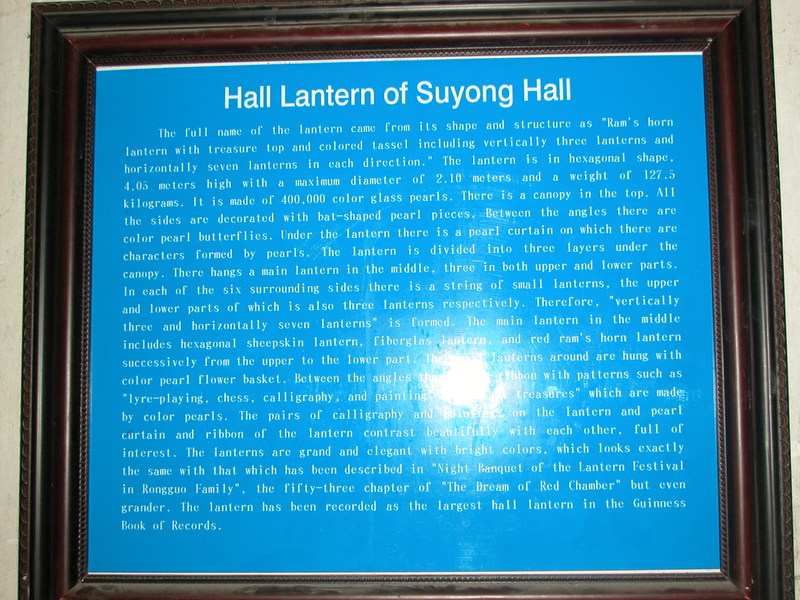 Hall Lantern of Suyong Hall
The full name of the lantern came from its shape and structure as "Ram's horn
lantern with treasure top and colored tassel including vertically three lanterns and
horizontally seven lanterns in each direction." The lantern is in hexagonal shape,
4.05 meters high with a maximum diameter of 2.10 meters and a weight of 127.5
kilograms. It is made of 400,000 color glass pearls. There is a canopy in the top. All
the sides are decorated with bat-shaped pearl pieces. Between the angles there are
color pearl butterflies. Under the lantern there is a pearl curtain on which there are
characters formed by pearls. The lantern is divided into three layers under the
canopy. There hangs a main lantern in the middle, three in both upper and lower parts.
In each of the six surrounding sides there is a string of small lanterns, the upper
and lower parts of which is also three lanterns respectively. Therefore, "vertically
three and horizontally seven lanterns" is formed. The main lantern in the middle
includes hexagonal sheepskin lantern, fiberglas lantern, and red ram's horn lantern
successively from the upper to the lower part. The lanterns around are hung with
color pearl flower basket. Between the angles ribbon with patterns such as
"lyre-playing, chess, calligraphy, and painting treasures" which are made
by color pearls. The pairs of calligraphy and on the lantern and pearl
curtain and ribbon of the lantern contrast beautifully with each other, full of
interest. The lanterns are grand and elegant with bright colors, which looks exactly
the same with that which has been described in "Night Banquet of the Lantern Festival
in Rongguo Family", the fifty-three chapter of "The Dream of Red Chamber" but even
grander. The lantern has been recorded as the largest hall lantern in the Guinness
Book of Records.